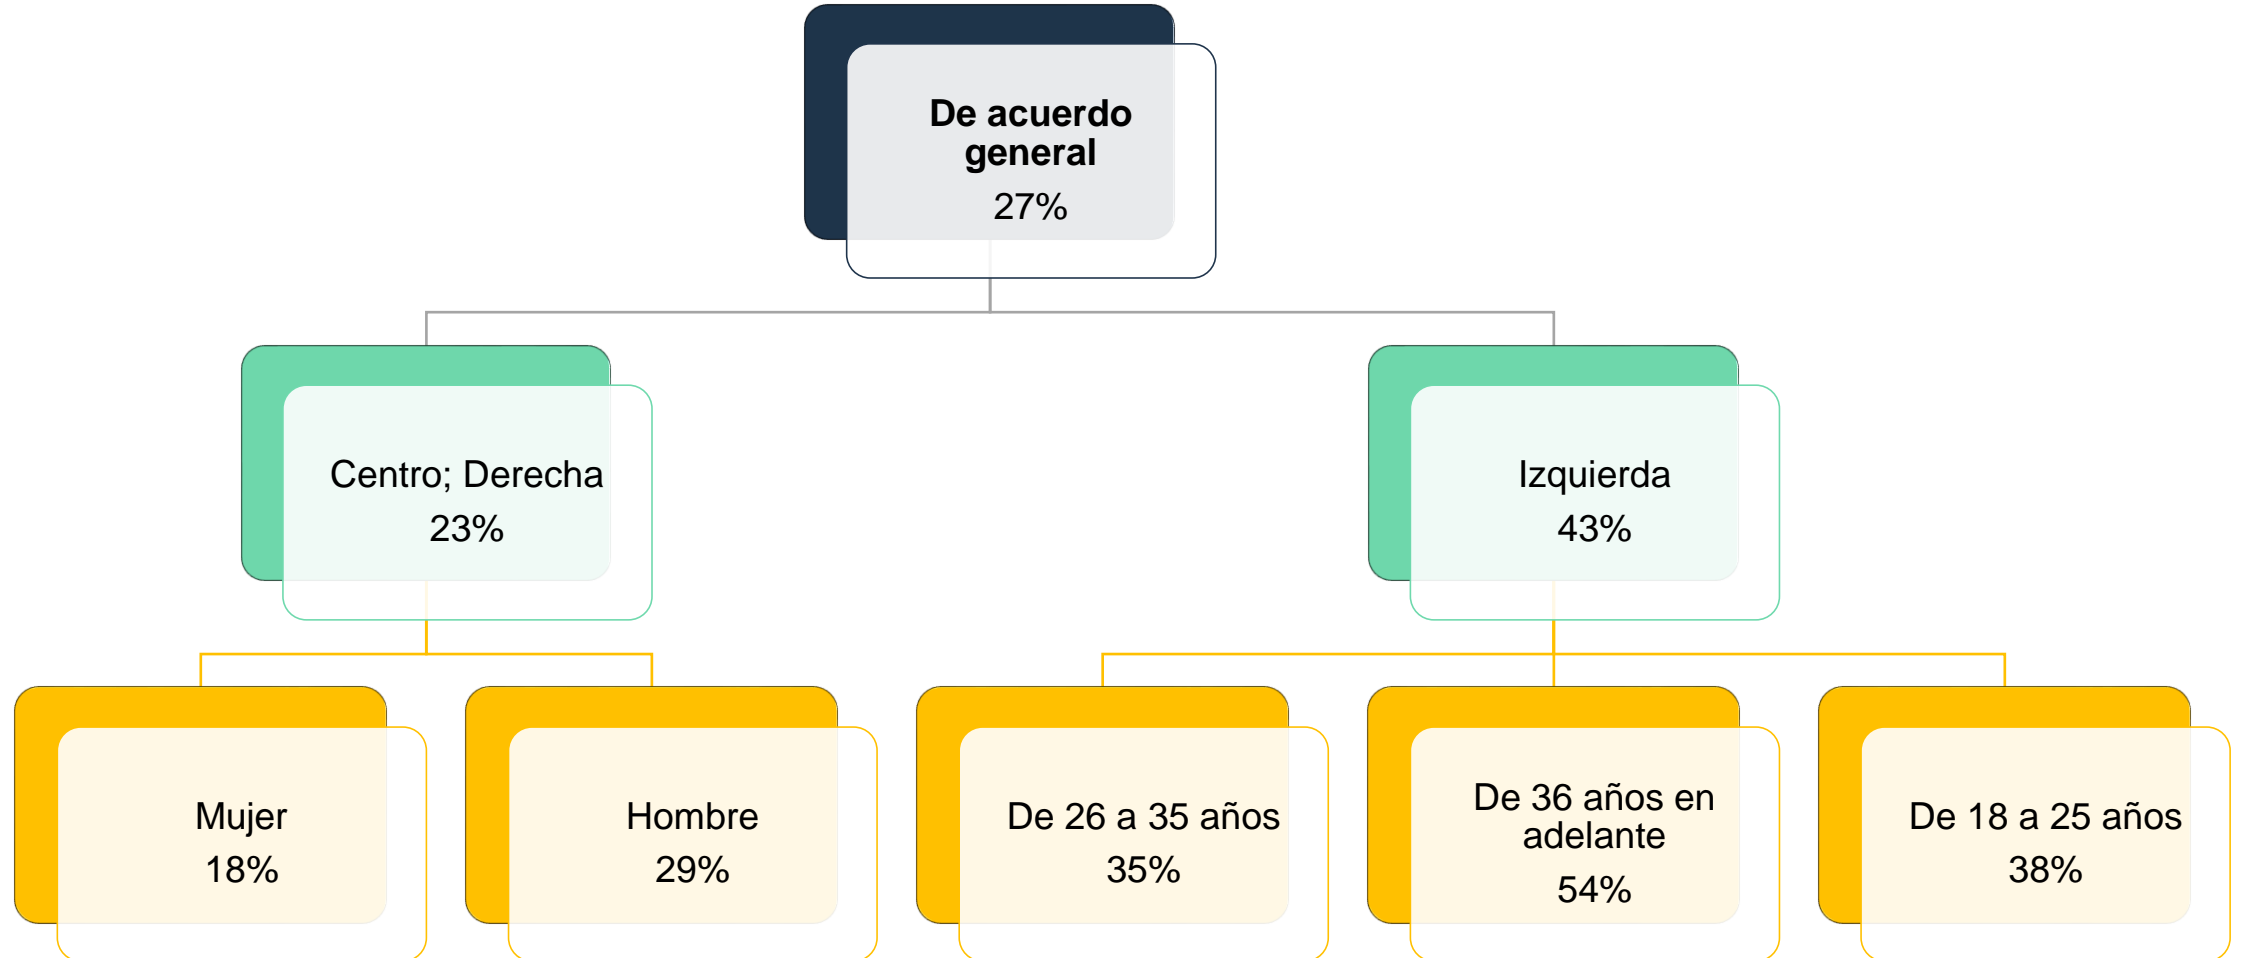 De acuerdo
general
27%
Centro; Derecha
23%
Izquierda
43%
Mujer
18%
Hombre
29%
De 26 a 35 años
35%
De 36 años en
adelante
54%
De 18 a 25 años
38%